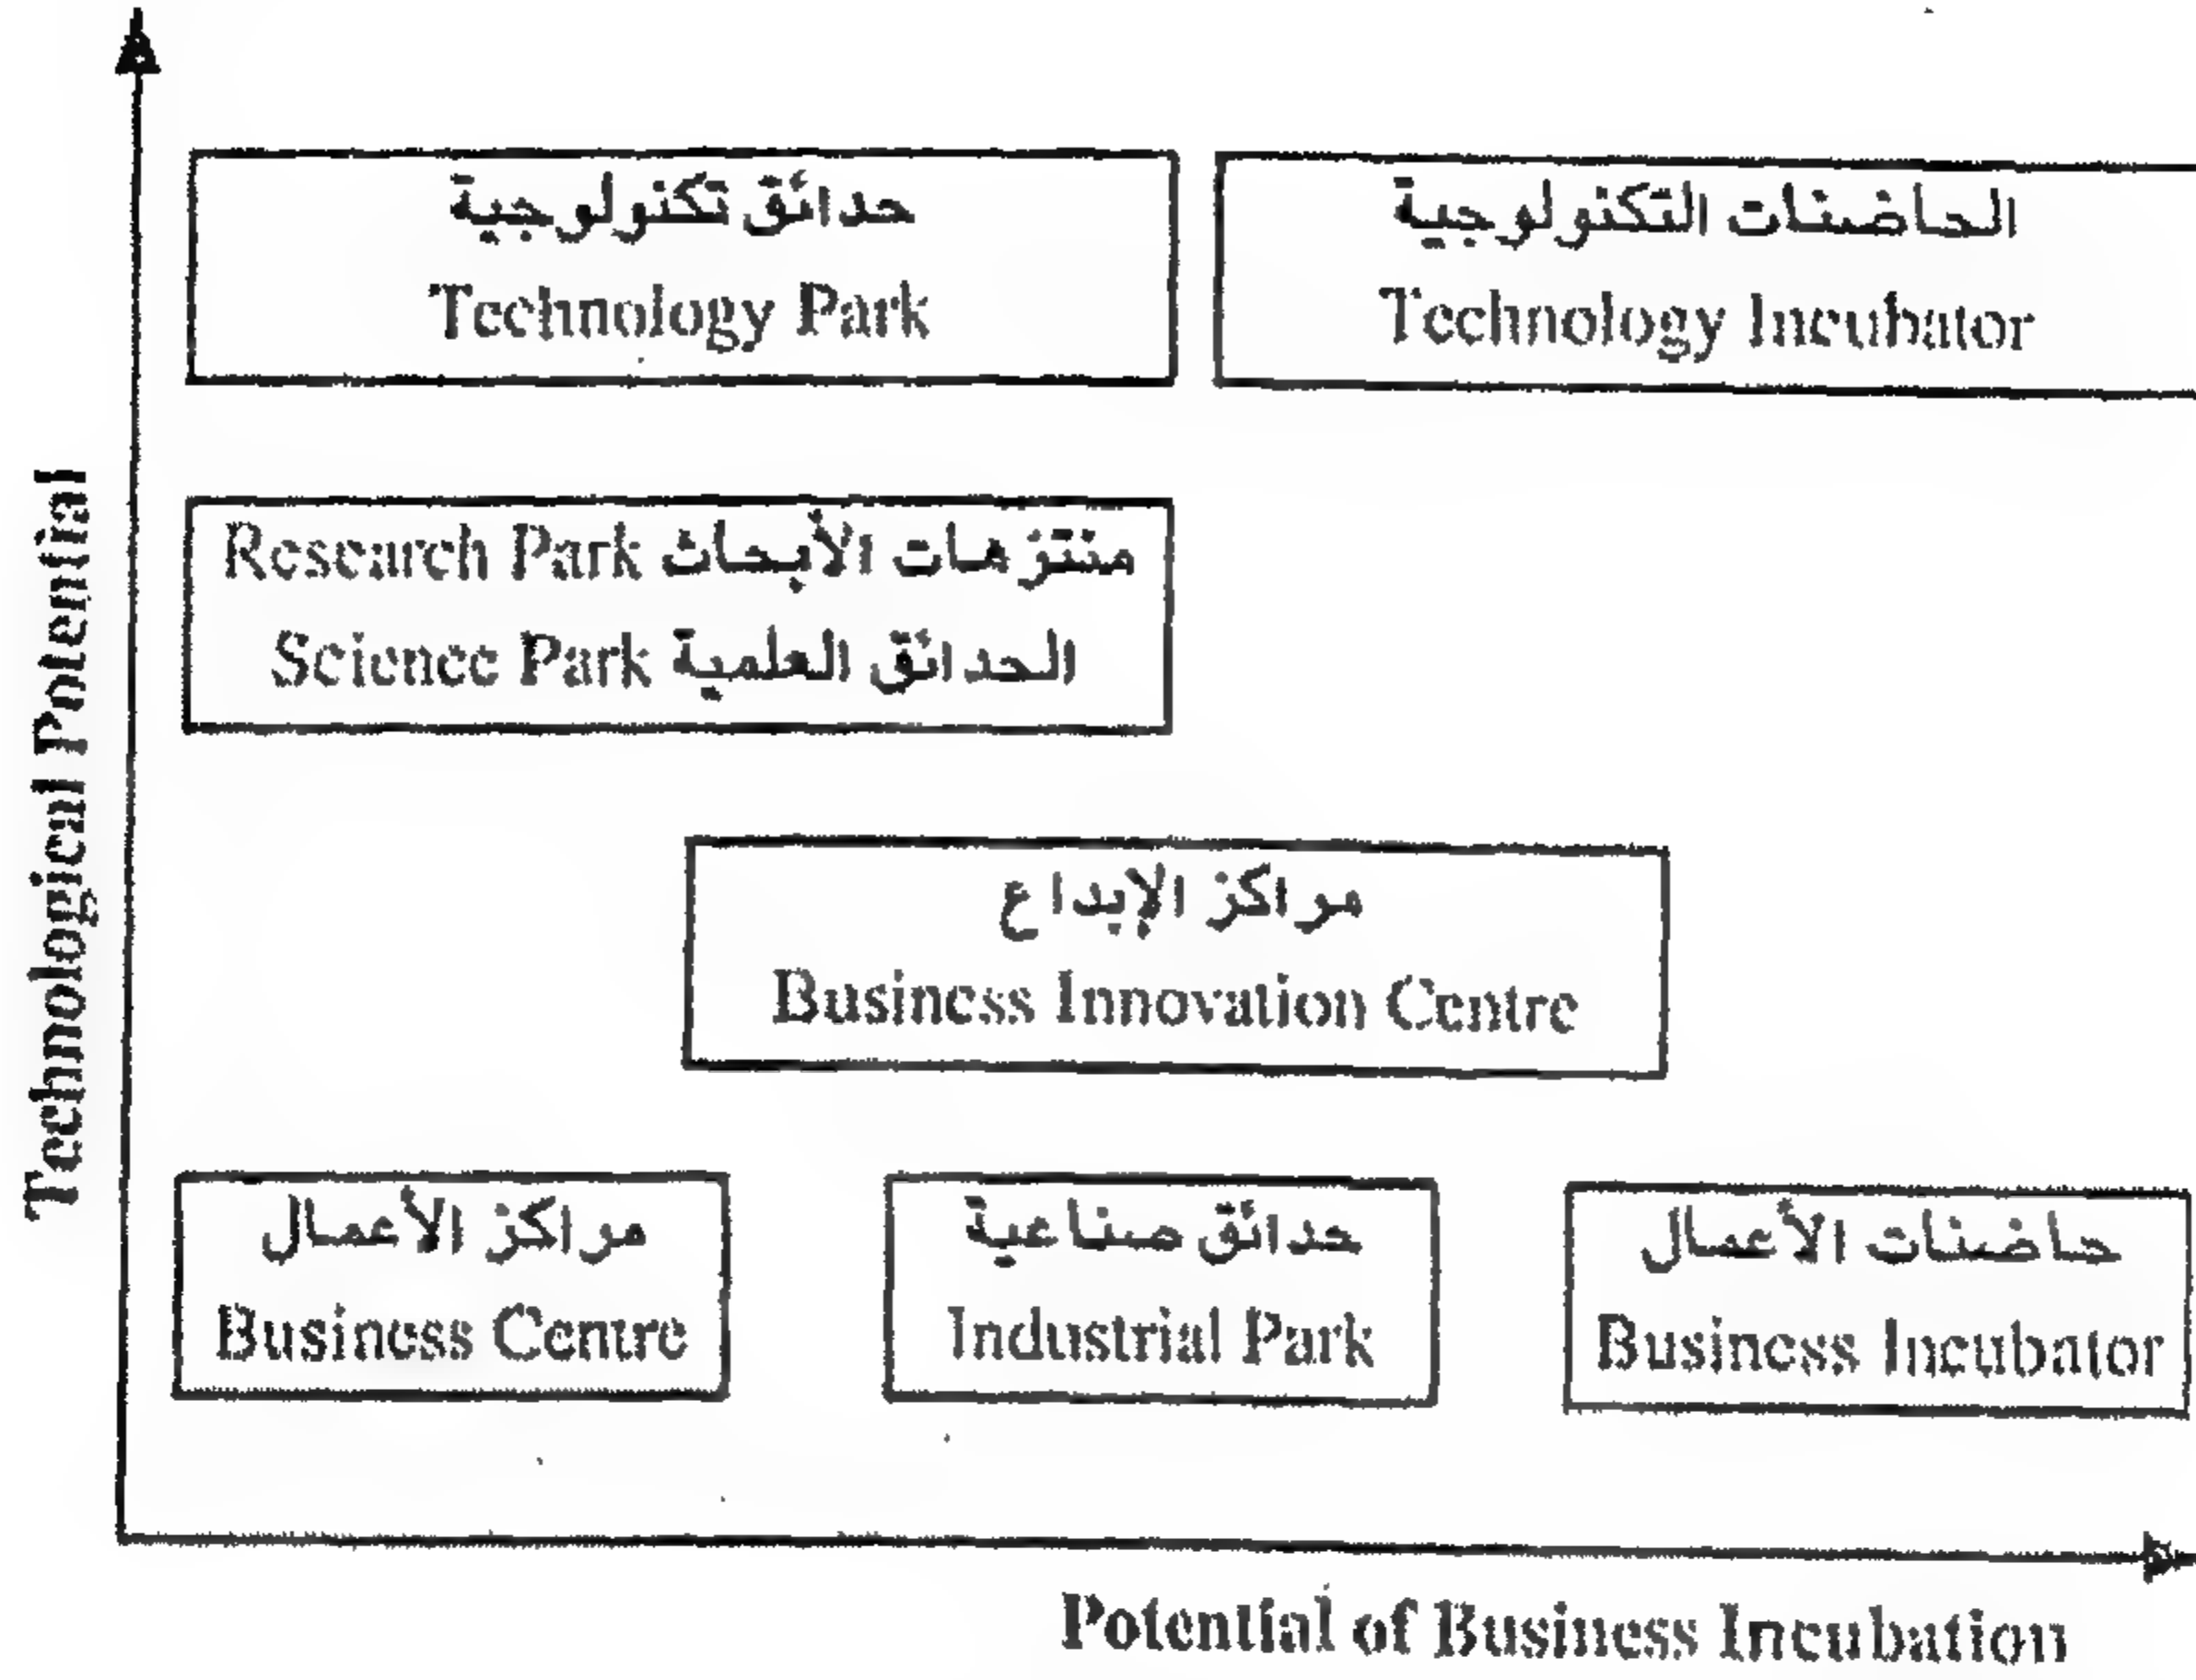 حدائق تكنولوجية
Technology Park
الحاضنات التكنولوجية
Technology Incubator
Research Park منتزهات الأبحاث
Science Park الحدائق العلمية
مراكز الإبداع
Business Innovation Centre
مراكز الأعمال
Business Centre
حدائق صناعية
Industrial Park
حاضنات الأعمال
Business Incubator
Technological Potential
Potential of Business Incubation